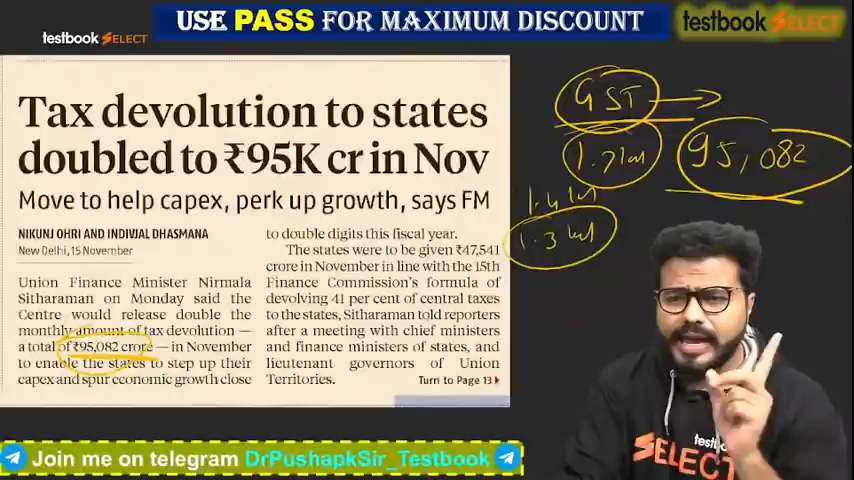 USE PASS FOR MAXIMUM DISCOUNT
testbook SELECT
testbook SELECT
Tax devolution to states
doubled to ₹95K cr in Nov
Move to help capex, perk up growth, says FM
NIKUNJ OHRI AND INDIVJAL DHASMANA
New Delhi, 15 November
Union Finance Minister Nirmala
Sitharaman on Monday said the
Centre would release double the
monthly amount of tax devolution —
a total of ₹95,082 crore — in November
to enable the states to step up their
capex and spur economic growth close
to double digits this fiscal year.
The states were to be given ₹47,541
crore in November in line with the 15th
Finance Commission's formula of
devolving 41 per cent of central taxes
to the states, Sitharaman told reporters
after a meeting with chief ministers
and finance ministers of states, and
lieutenant governors of Union
Territories.
Turn to Page 13
GST
95,082
1.4 lac
1.3 lac
testb
SELECT
Join me on telegram DrPushapkSir_Testbook